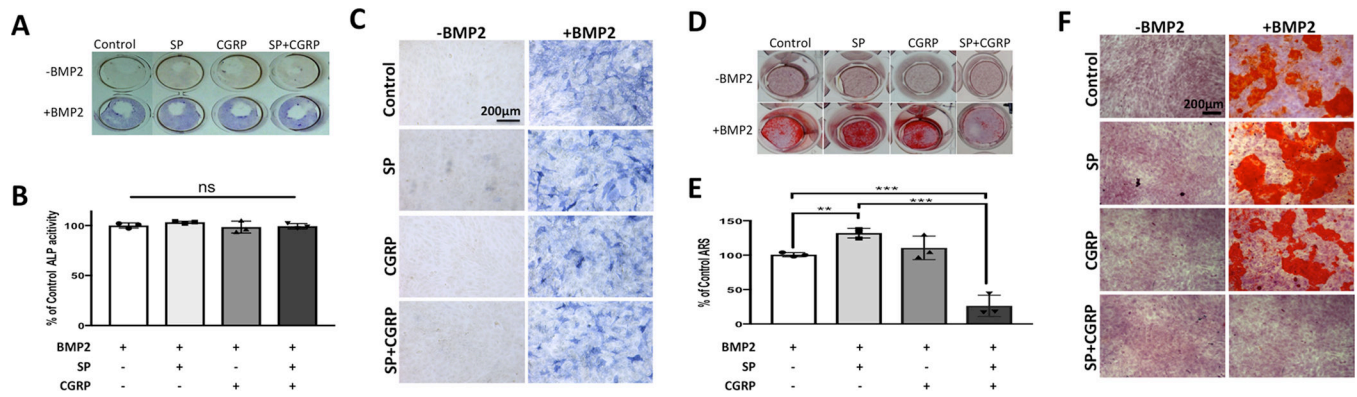 A
Control SP CGRP SP+CGRP
-BMP2
+BMP2
B
ns
% of Control ALP acitivity
150
100
50
0
BMP2 + + + +
SP - + - +
CGRP - - + +
C
-BMP2 +BMP2
Control
200µm
SP
CGRP
SP+CGRP
D
Control SP CGRP SP+CGRP
-BMP2
+BMP2
E
***
** ***
% of Control ARS
150
100
50
0
BMP2 + + + +
SP - + - +
CGRP - - + +
F
-BMP2 +BMP2
Control
200µm
SP
CGRP
SP+CGRP